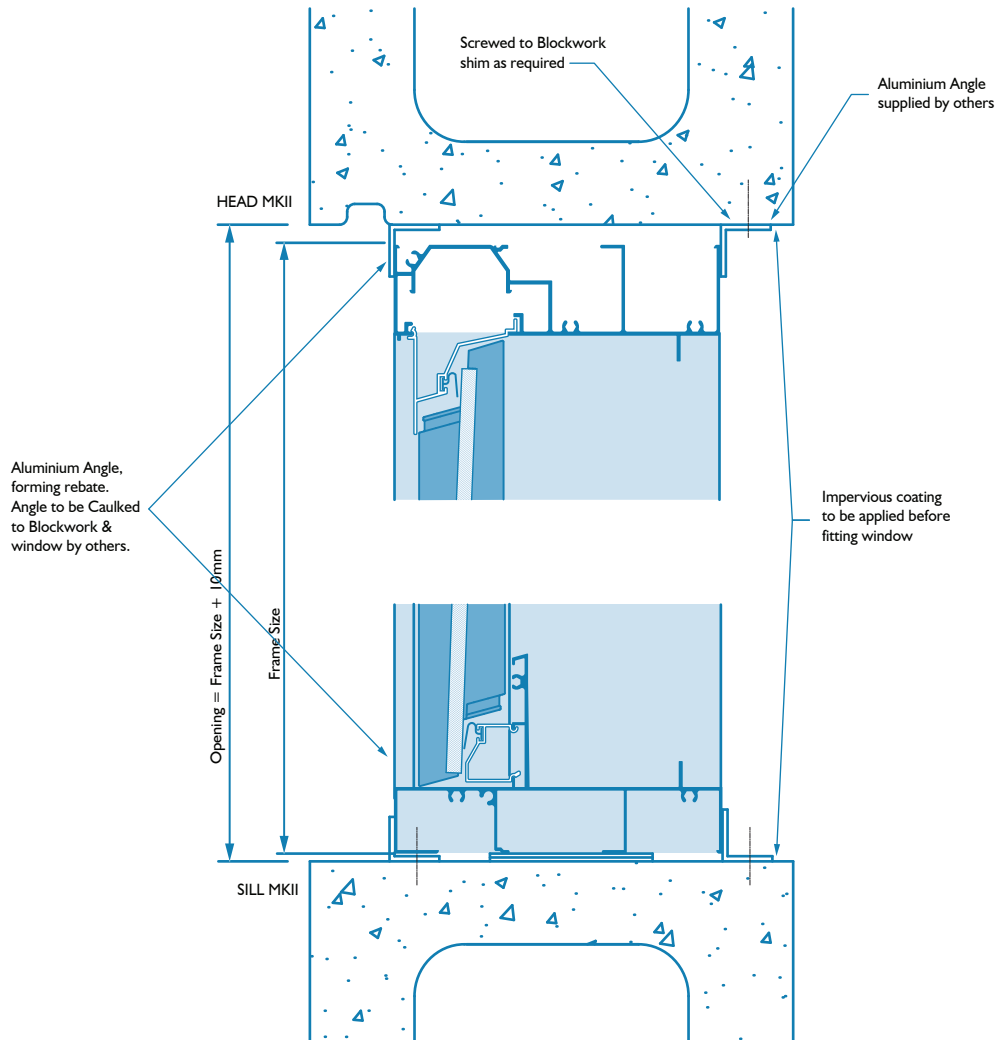 Screwed to Blockwork
shim as required
Aluminium Angle
supplied by others
HEAD MKII
Aluminium Angle,
forming rebate.
Angle to be Caulked
to Blockwork &
window by others.
Opening = Frame Size + 10mm
Frame Size
Impervious coating
to be applied before
fitting window
SILL MKII